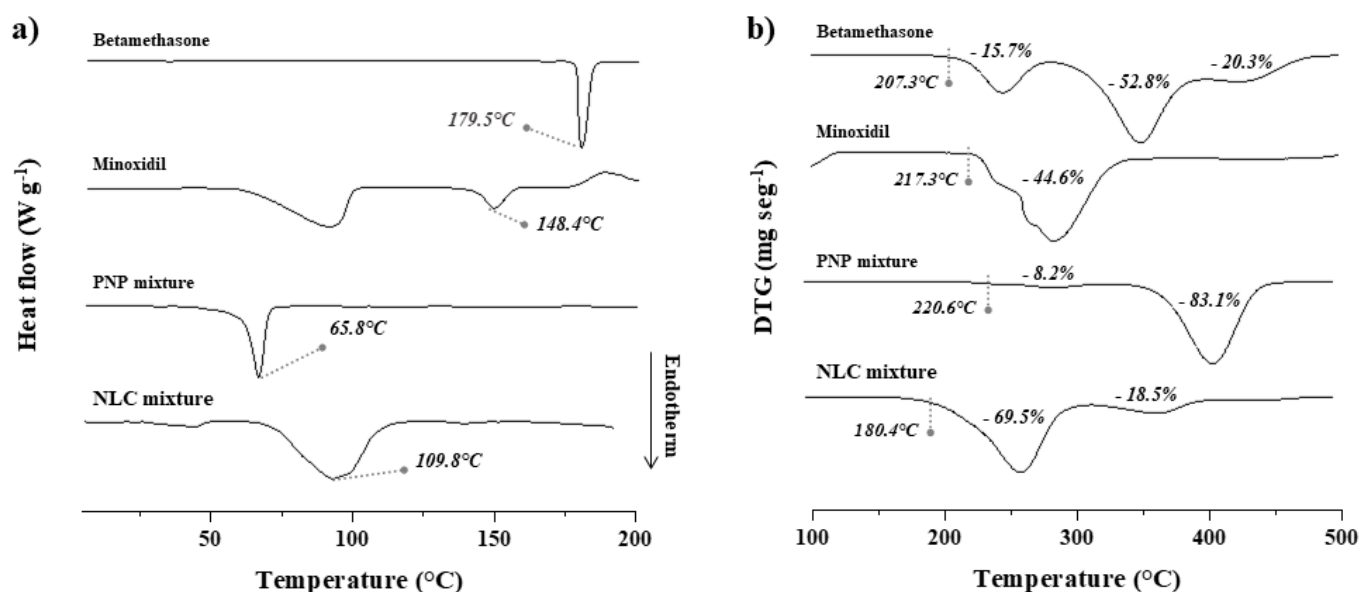 a)
Heat flow (W g⁻¹)
Betamethasone
179.5°C
Minoxidil
148.4°C
PNP mixture
65.8°C
NLC mixture
109.8°C
Endotherm
50 100 150 200
Temperature (°C)
b)
DTG (mg seg⁻¹)
Betamethasone
- 15.7%
- 20.3%
207.3°C
- 52.8%
Minoxidil
217.3°C
- 44.6%
PNP mixture
- 8.2%
220.6°C
- 83.1%
NLC mixture
- 18.5%
- 69.5%
180.4°C
100 200 300 400 500
Temperature (°C)